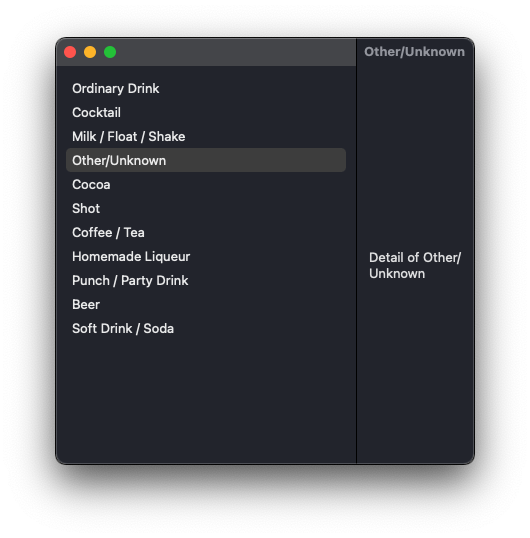 Other/Unknown
Ordinary Drink
Cocktail
Milk / Float / Shake
Other/Unknown
Cocoa
Shot
Coffee / Tea
Homemade Liqueur
Punch / Party Drink
Beer
Soft Drink / Soda
Detail of Other/
Unknown